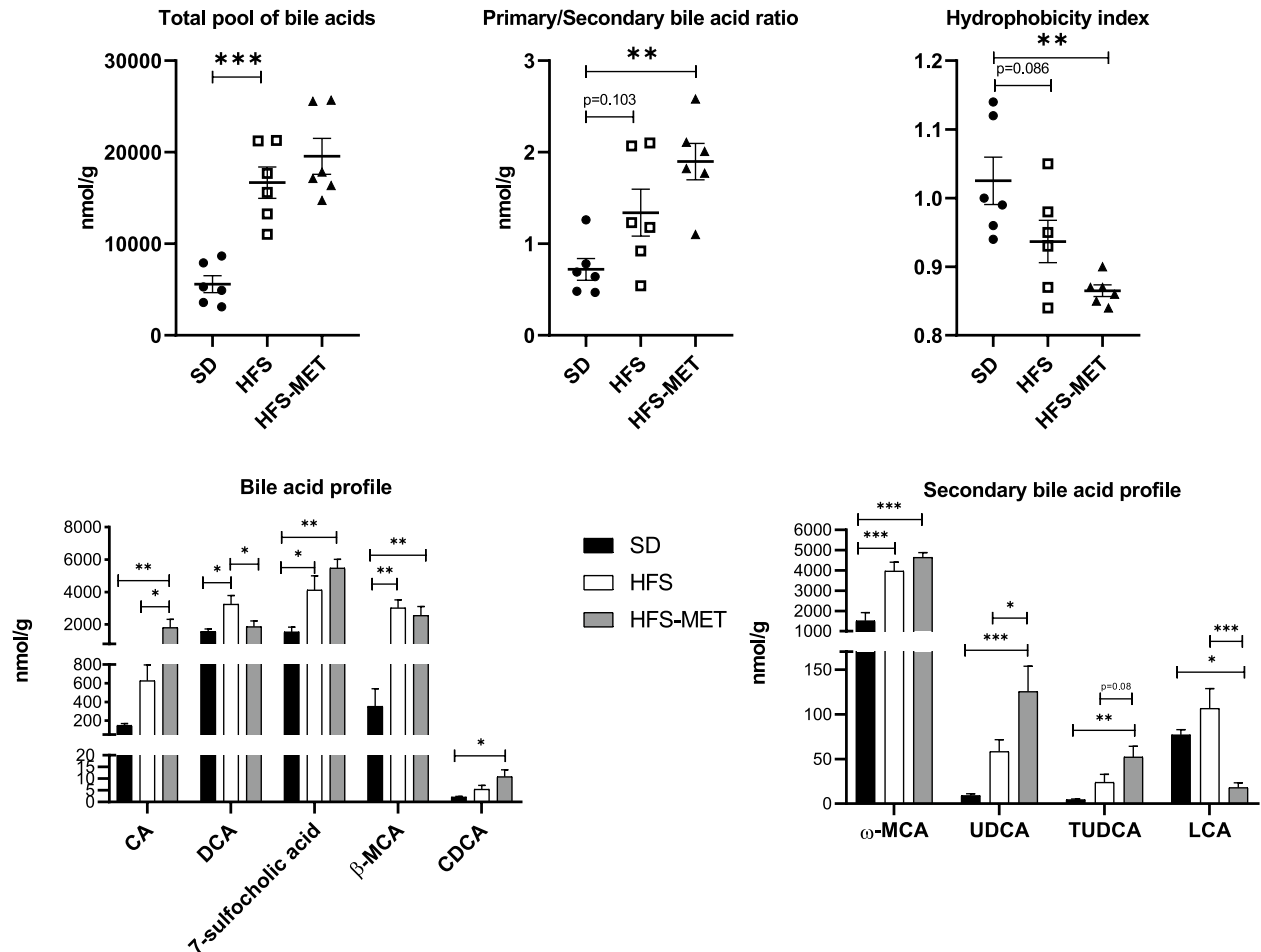 Total pool of bile acids
30000
20000
10000
0
nmol/g
***
SD
HFS
HFS-MET
Primary/Secondary bile acid ratio
3
2
1
0
nmol/g
**
p=0.103
SD
HFS
HFS-MET
Hydrophobicity index
1.2
1.1
1.0
0.9
0.8
**
p=0.086
SD
HFS
HFS-MET
Bile acid profile
8000
6000
4000
2000
800
600
400
200
20
15
10
5
0
nmol/g
**
*
*
*
**
*
**
**
*
CA
DCA
7-sulfocholic acid
β-MCA
CDCA
SD
HFS
HFS-MET
Secondary bile acid profile
6000
5000
4000
3000
2000
1000
150
100
50
0
nmol/g
***
***
*
***
p=0.08
**
***
*
ω-MCA
UDCA
TUDCA
LCA